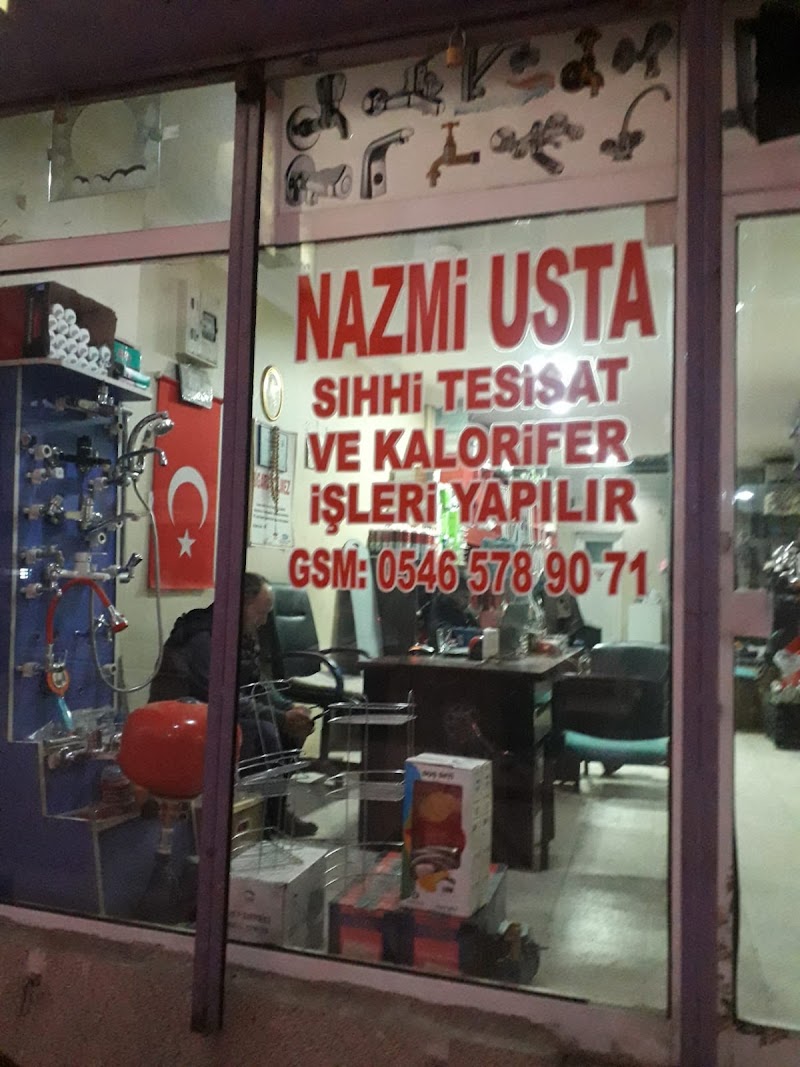 NAZMİ USTA
SIHHİ TESİSAT
VE KALORİFER
İŞLERİ YAPILIR
GSM: 0546 578 90 71